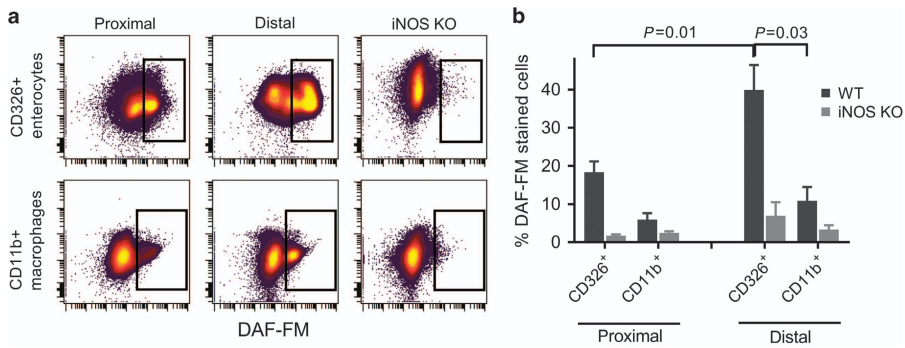 a
Proximal
Distal
iNOS KO
CD326+
enterocytes
CD11b+
macrophages
DAF-FM
b
P=0.01
P=0.03
% DAF-FM stained cells
40
30
20
10
0
WT
iNOS KO
CD326+
CD11b+
CD326+
CD11b+
Proximal
Distal